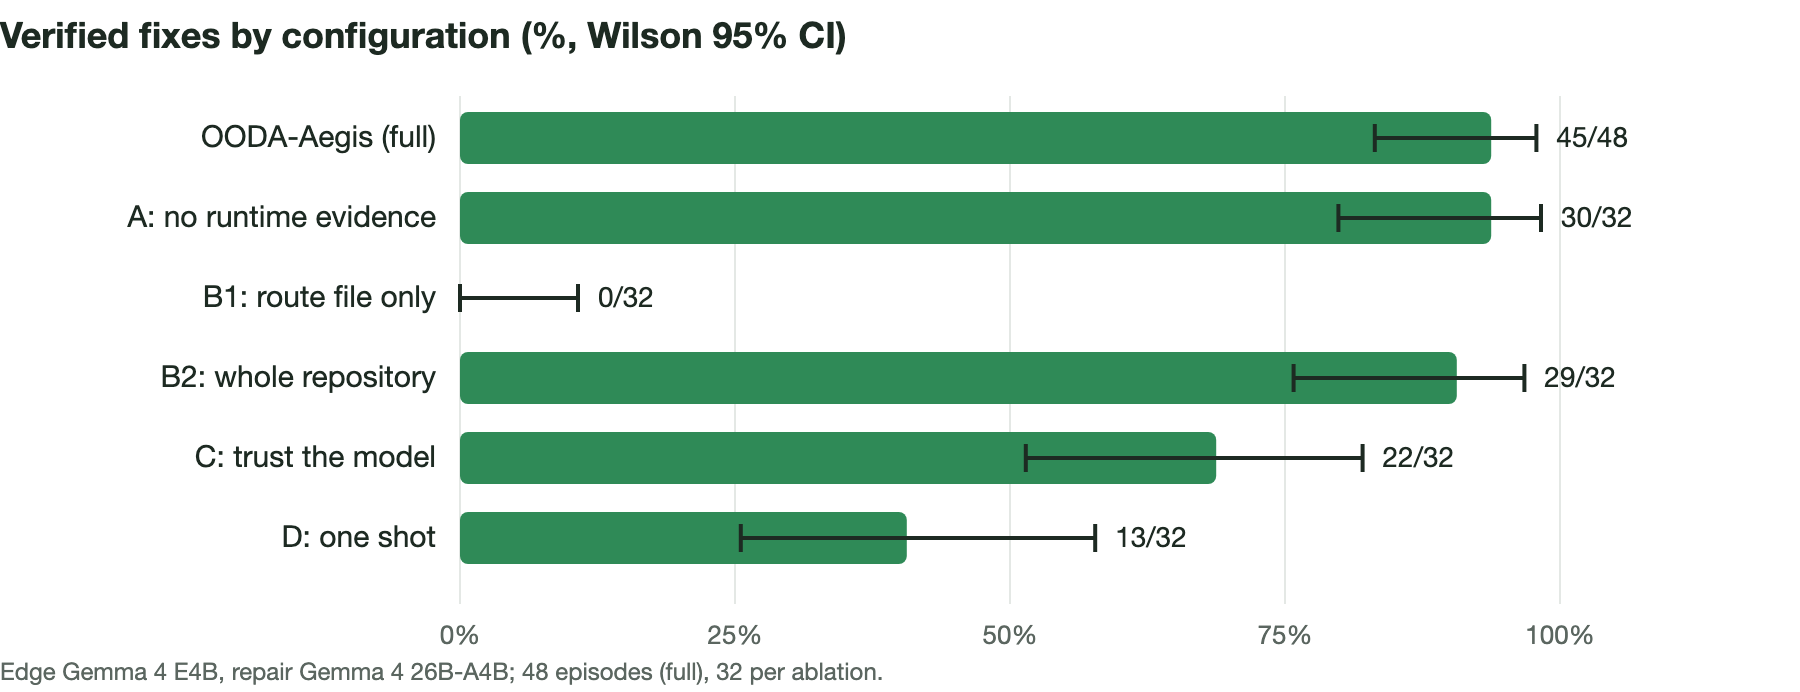 Verified fixes by configuration (%, Wilson 95% CI)
OODA-Aegis (full) 45/48
A: no runtime evidence 30/32
B1: route file only 0/32
B2: whole repository 29/32
C: trust the model 22/32
D: one shot 13/32
0% 25% 50% 75% 100%
Edge Gemma 4 E4B, repair Gemma 4 26B-A4B; 48 episodes (full), 32 per ablation.